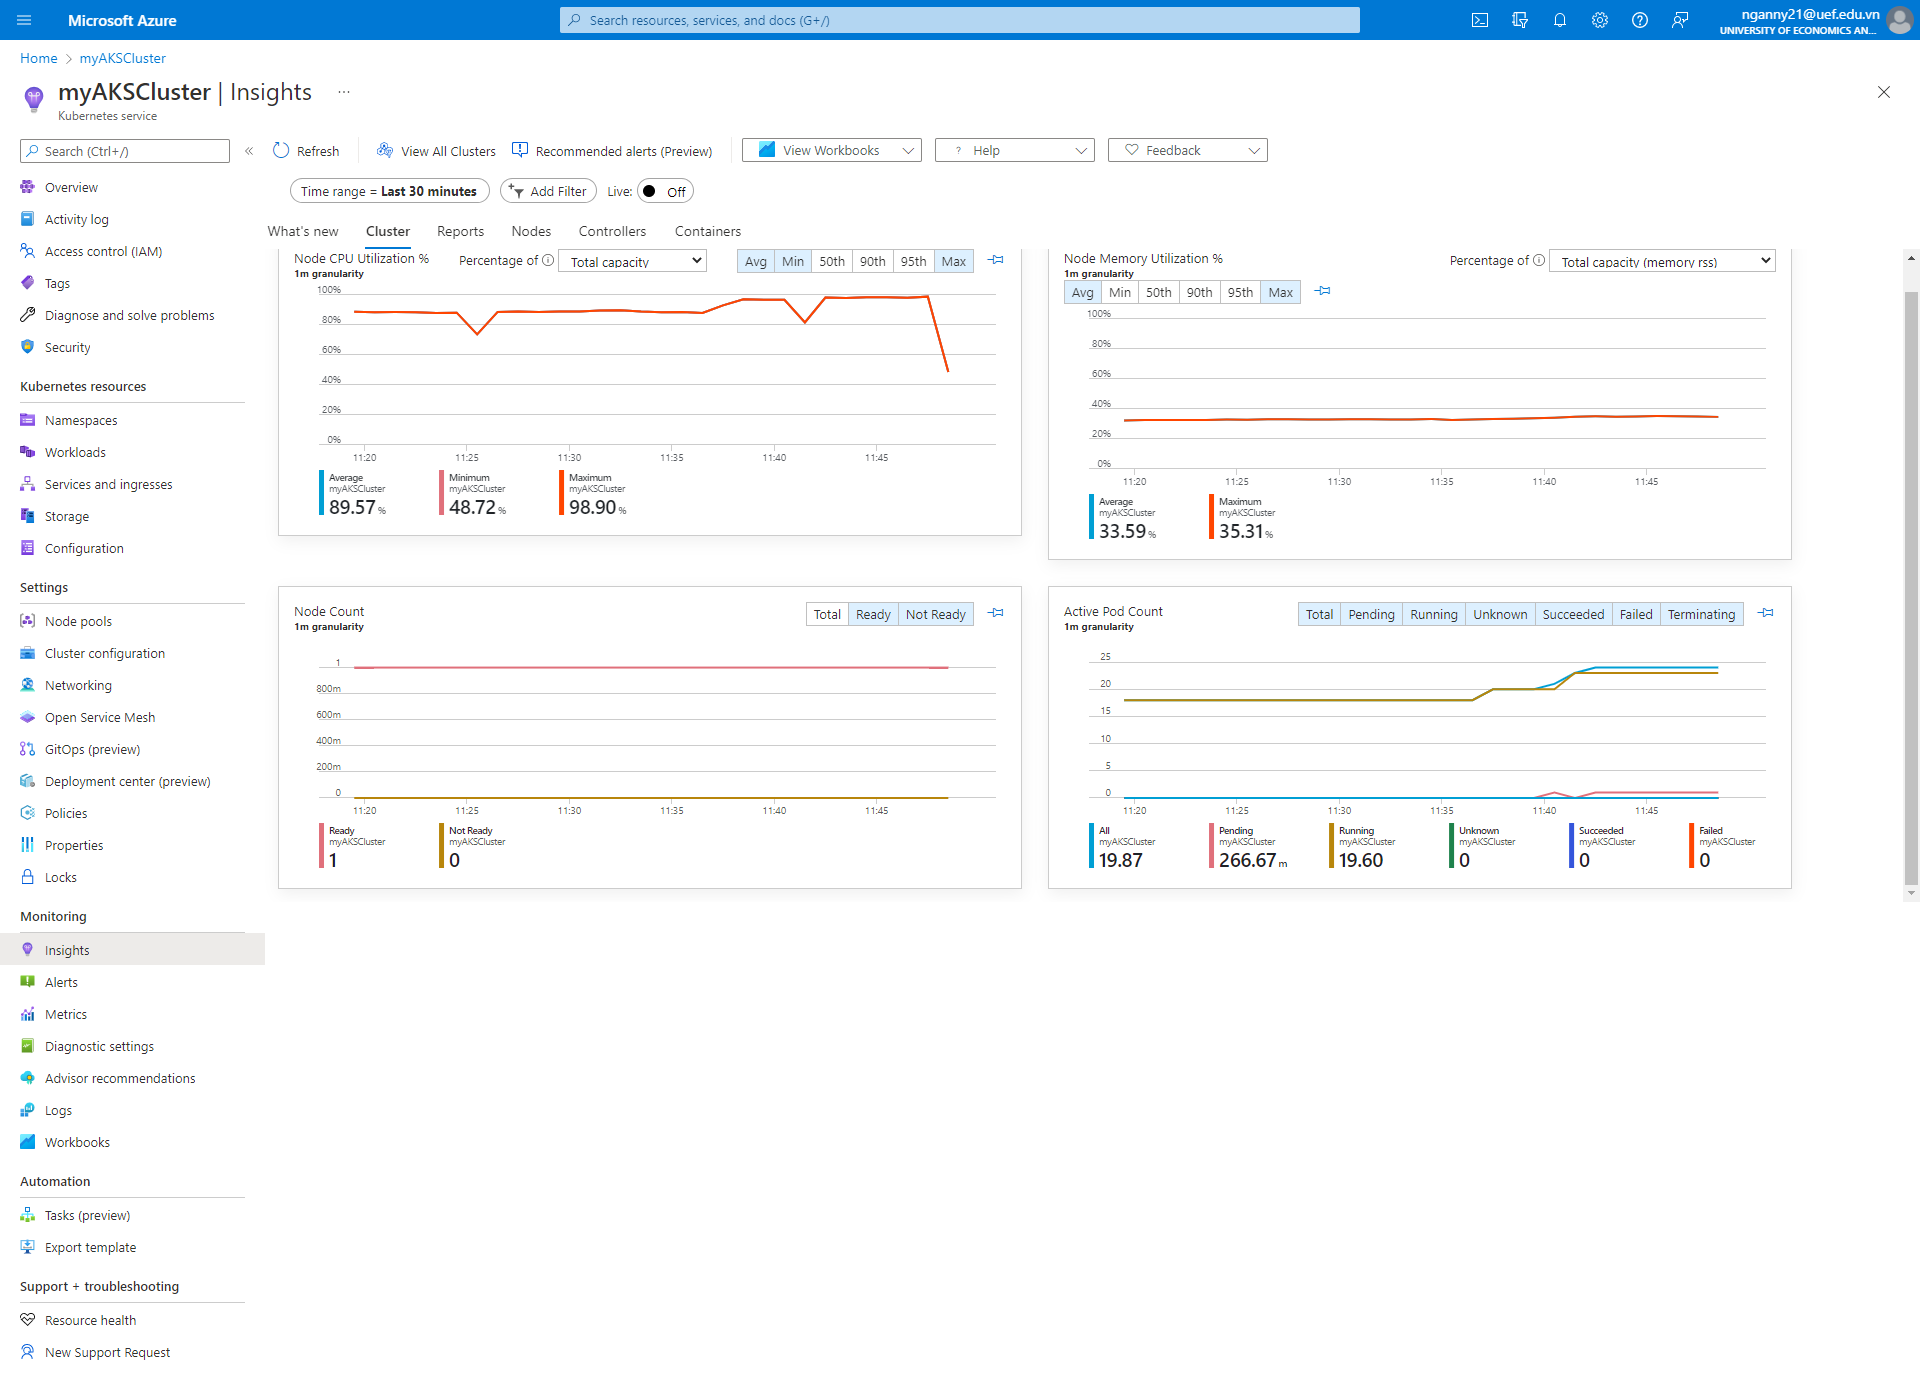 Microsoft Azure
Search resources, services, and docs (G+/)
nganny21@uef.edu.vn
UNIVERSITY OF ECONOMICS AN...
Home > myAKSCluster
myAKSCluster | Insights ...
Kubernetes service
Search (Ctrl+/)
«
Refresh
View All Clusters
Recommended alerts (Preview)
View Workbooks
? Help
Feedback
Time range = Last 30 minutes
Add Filter
Live: Off
What's new
Cluster
Reports
Nodes
Controllers
Containers
Overview
Activity log
Access control (IAM)
Tags
Diagnose and solve problems
Security
Kubernetes resources
Namespaces
Workloads
Services and ingresses
Storage
Configuration
Settings
Node pools
Cluster configuration
Networking
Open Service Mesh
GitOps (preview)
Deployment center (preview)
Policies
Properties
Locks
Monitoring
Insights
Alerts
Metrics
Diagnostic settings
Advisor recommendations
Logs
Workbooks
Automation
Tasks (preview)
Export template
Support + troubleshooting
Resource health
New Support Request
Node CPU Utilization %
1m granularity
Percentage of
Total capacity
Avg Min 50th 90th 95th Max
100%
80%
60%
40%
20%
0%
11:20 11:25 11:30 11:35 11:40 11:45
Average Minimum Maximum
myAKSCluster myAKSCluster myAKSCluster
89.57 % 48.72 % 98.90 %
Node Memory Utilization %
1m granularity
Percentage of
Total capacity (memory rss)
Avg Min 50th 90th 95th Max
100%
80%
60%
40%
20%
0%
11:20 11:25 11:30 11:35 11:40 11:45
Average Maximum
myAKSCluster myAKSCluster
33.59 % 35.31 %
Node Count
1m granularity
Total Ready Not Ready
1
800m
600m
400m
200m
0
11:20 11:25 11:30 11:35 11:40 11:45
Ready Not Ready
myAKSCluster myAKSCluster
1 0
Active Pod Count
1m granularity
Total Pending Running Unknown Succeeded Failed Terminating
25
20
15
10
5
0
11:20 11:25 11:30 11:35 11:40 11:45
All Pending Running Unknown Succeeded Failed
myAKSCluster myAKSCluster myAKSCluster myAKSCluster myAKSCluster myAKSCluster
19.87 266.67 m 19.60 0 0 0